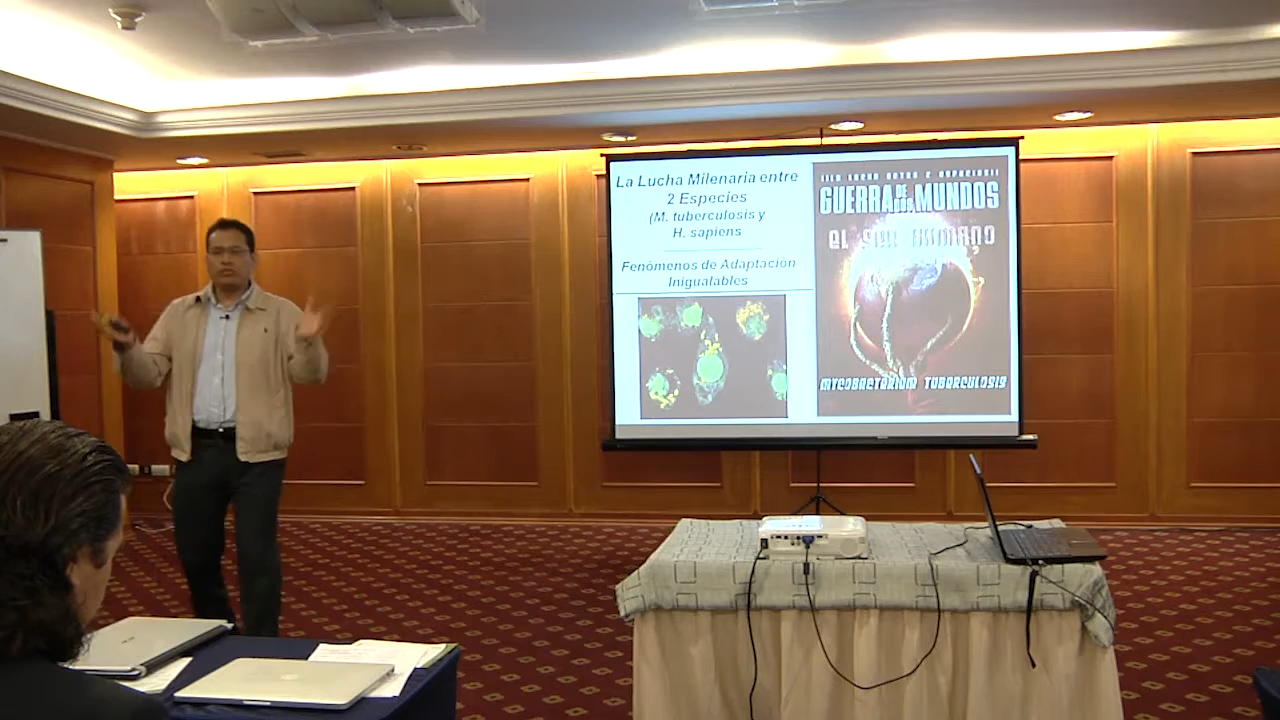 La Lucha Milenaria entre
2 Especies
(M. tuberculosis y
H. sapiens
Fenómenos de Adaptación
Inigualables
GUERRA DE MUNDOS
el ser humano
MYCOBACTERIUM TUBERCULOSIS